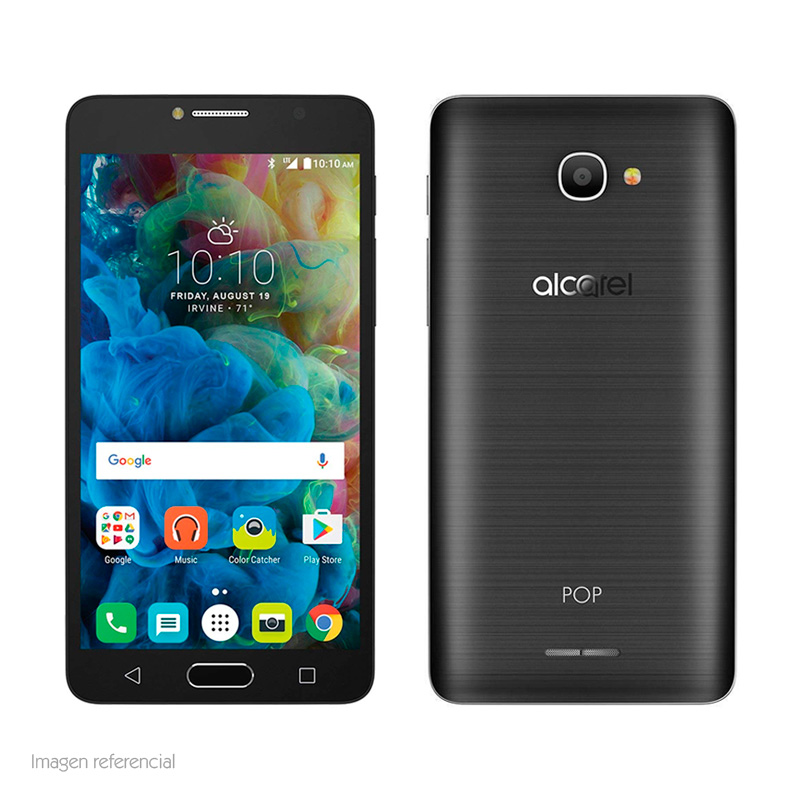 LTE 10:10 AM
10:10
FRIDAY, AUGUST 19
IRVINE • 71°
Google
Google
Music
Color Catcher
Play Store
alcatel
POP
Imagen referencial